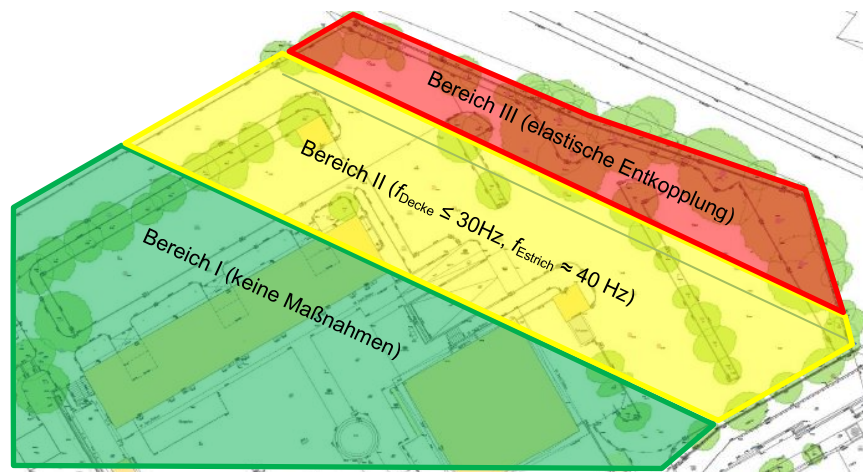 Bereich III (elastische Entkopplung)
Bereich II (fDecke ≤ 30Hz, fEstrich ≈ 40 Hz)
Bereich I (keine Maßnahmen)